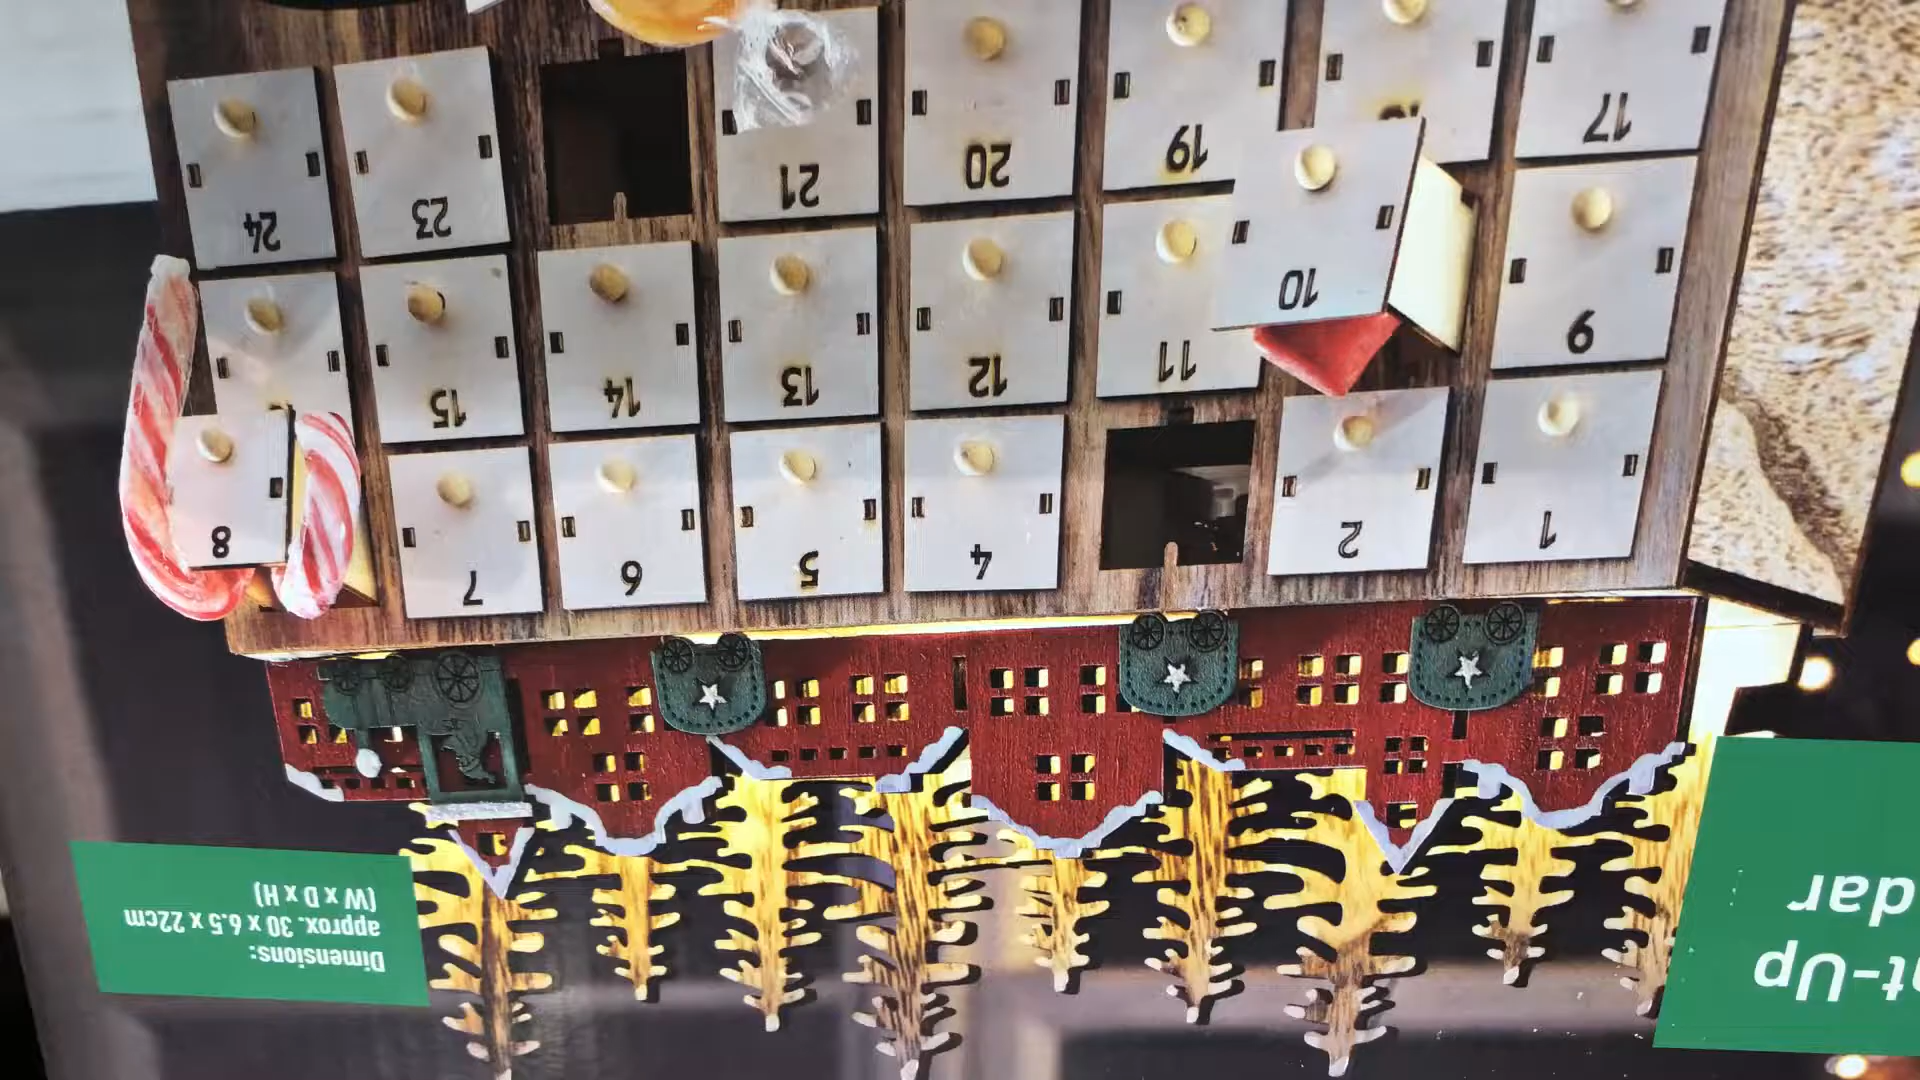 t-Up
dar
Dimensions:
approx. 30 x 6.5 x 22cm
(W x D x H)
1 2 4 5 6 7 8
9 10 11 12 13 14 15
17 19 20 21 23 24